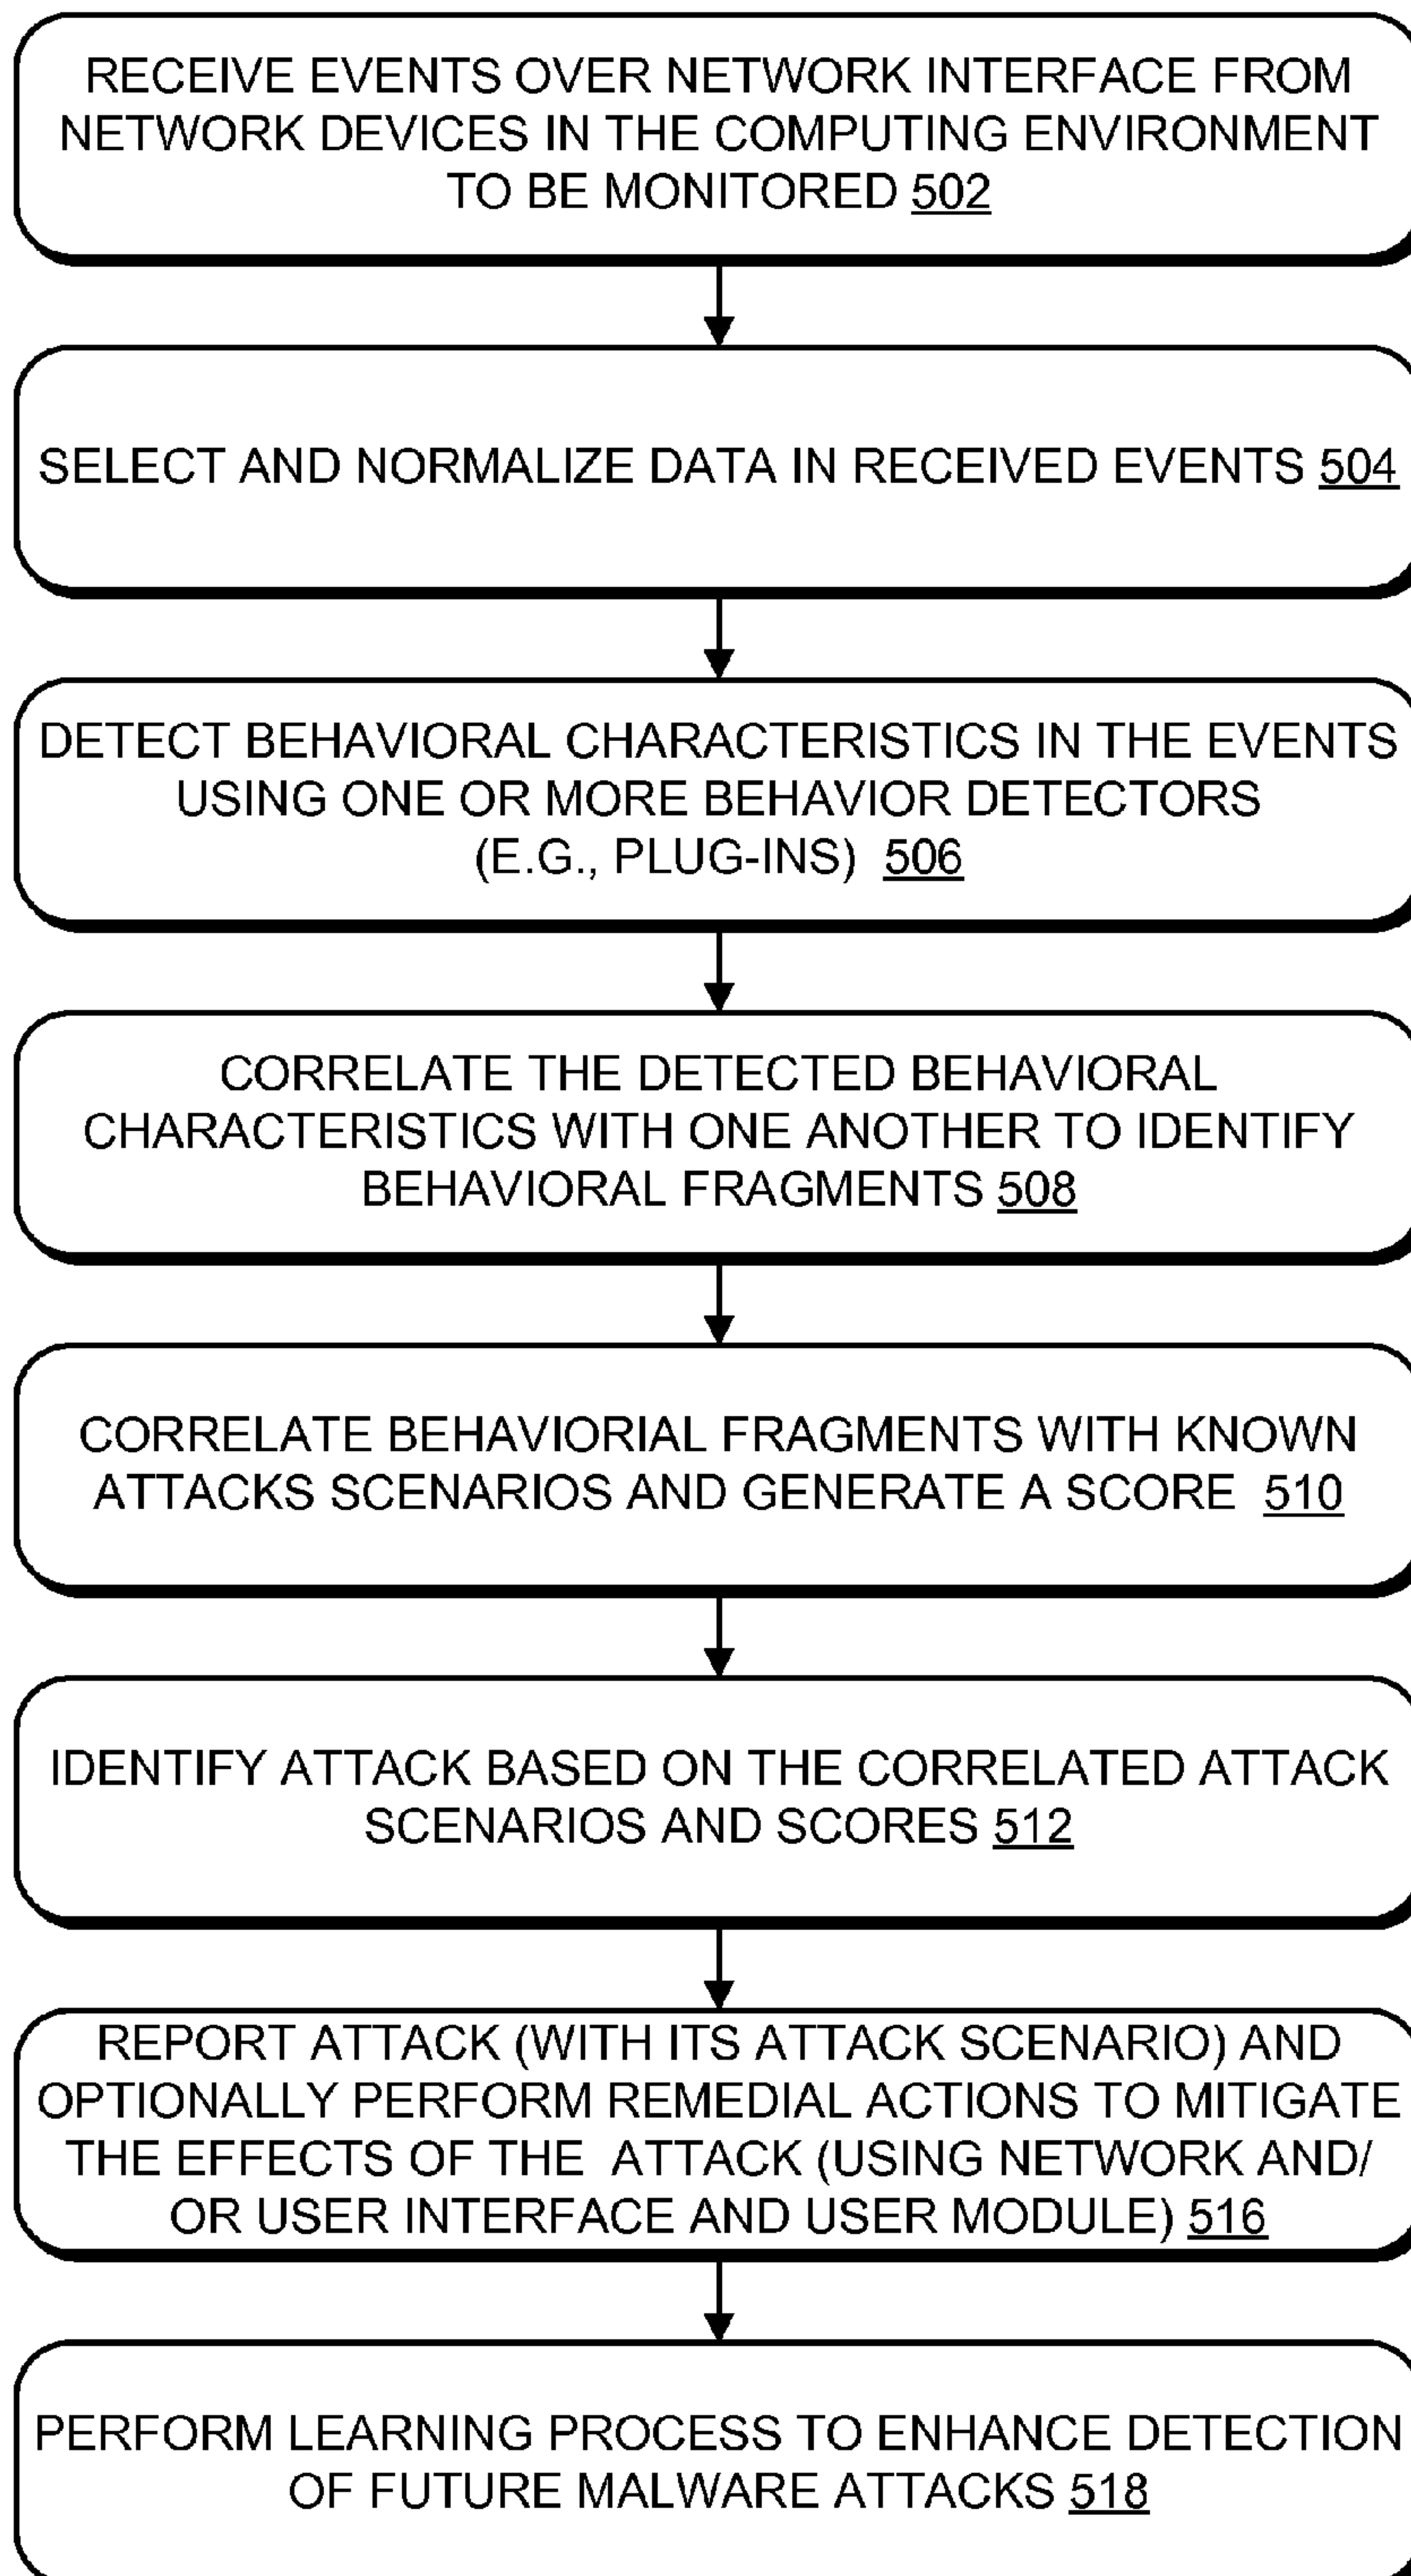 RECEIVE EVENTS OVER NETWORK INTERFACE FROM
NETWORK DEVICES IN THE COMPUTING ENVIRONMENT
TO BE MONITORED 502
SELECT AND NORMALIZE DATA IN RECEIVED EVENTS 504
DETECT BEHAVIORAL CHARACTERISTICS IN THE EVENTS
USING ONE OR MORE BEHAVIOR DETECTORS
(E.G., PLUG-INS) 506
CORRELATE THE DETECTED BEHAVIORAL
CHARACTERISTICS WITH ONE ANOTHER TO IDENTIFY
BEHAVIORAL FRAGMENTS 508
CORRELATE BEHAVIORIAL FRAGMENTS WITH KNOWN
ATTACKS SCENARIOS AND GENERATE A SCORE 510
IDENTIFY ATTACK BASED ON THE CORRELATED ATTACK
SCENARIOS AND SCORES 512
REPORT ATTACK (WITH ITS ATTACK SCENARIO) AND
OPTIONALLY PERFORM REMEDIAL ACTIONS TO MITIGATE
THE EFFECTS OF THE ATTACK (USING NETWORK AND/
OR USER INTERFACE AND USER MODULE) 516
PERFORM LEARNING PROCESS TO ENHANCE DETECTION
OF FUTURE MALWARE ATTACKS 518